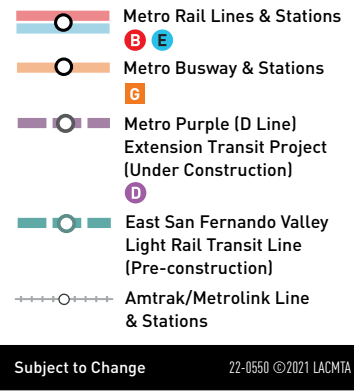 Metro Rail Lines & Stations
B E
Metro Busway & Stations
G
Metro Purple (D Line)
Extension Transit Project
(Under Construction)
D
East San Fernando Valley
Light Rail Transit Line
(Pre-construction)
Amtrak/Metrolink Line
& Stations
Subject to Change 22-0550 ©2021 LACMTA